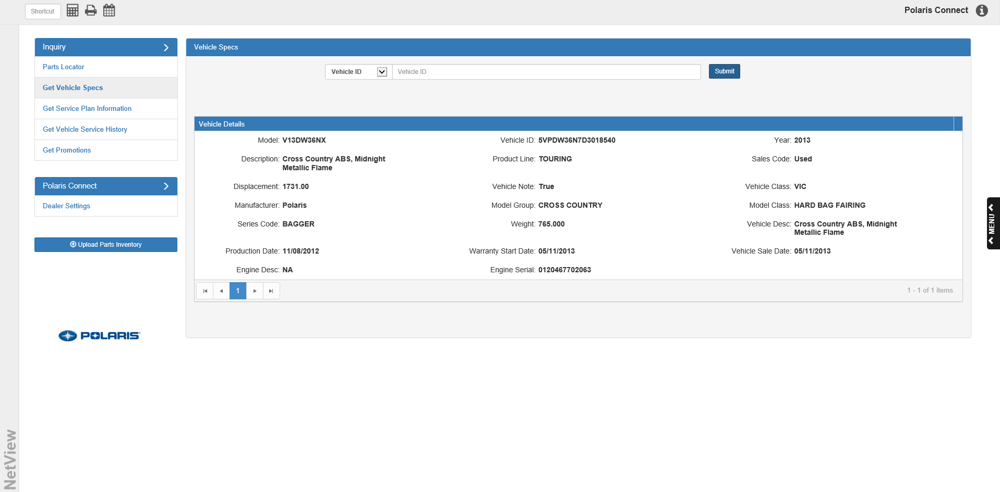 Shortcut
Polaris Connect
Inquiry
Parts Locator
Get Vehicle Specs
Get Service Plan Information
Get Vehicle Service History
Get Promotions
Polaris Connect
Dealer Settings
Upload Parts Inventory
POLARIS
NetView
Vehicle Specs
Vehicle ID Vehicle ID Submit
Vehicle Details
Model: V13DW36NX Vehicle ID: 5VPDW36N7D3018540 Year: 2013
Description: Cross Country ABS, Midnight Product Line: TOURING Sales Code: Used
Metallic Flame
Displacement: 1731.00 Vehicle Note: True Vehicle Class: VIC
Manufacturer: Polaris Model Group: CROSS COUNTRY Model Class: HARD BAG FAIRING
Series Code: BAGGER Weight: 765.000 Vehicle Desc: Cross Country ABS, Midnight
Metallic Flame
Production Date: 11/08/2012 Warranty Start Date: 05/11/2013 Vehicle Sale Date: 05/11/2013
Engine Desc: NA Engine Serial: 0120467702063
1 1 - 1 of 1 items
MENU